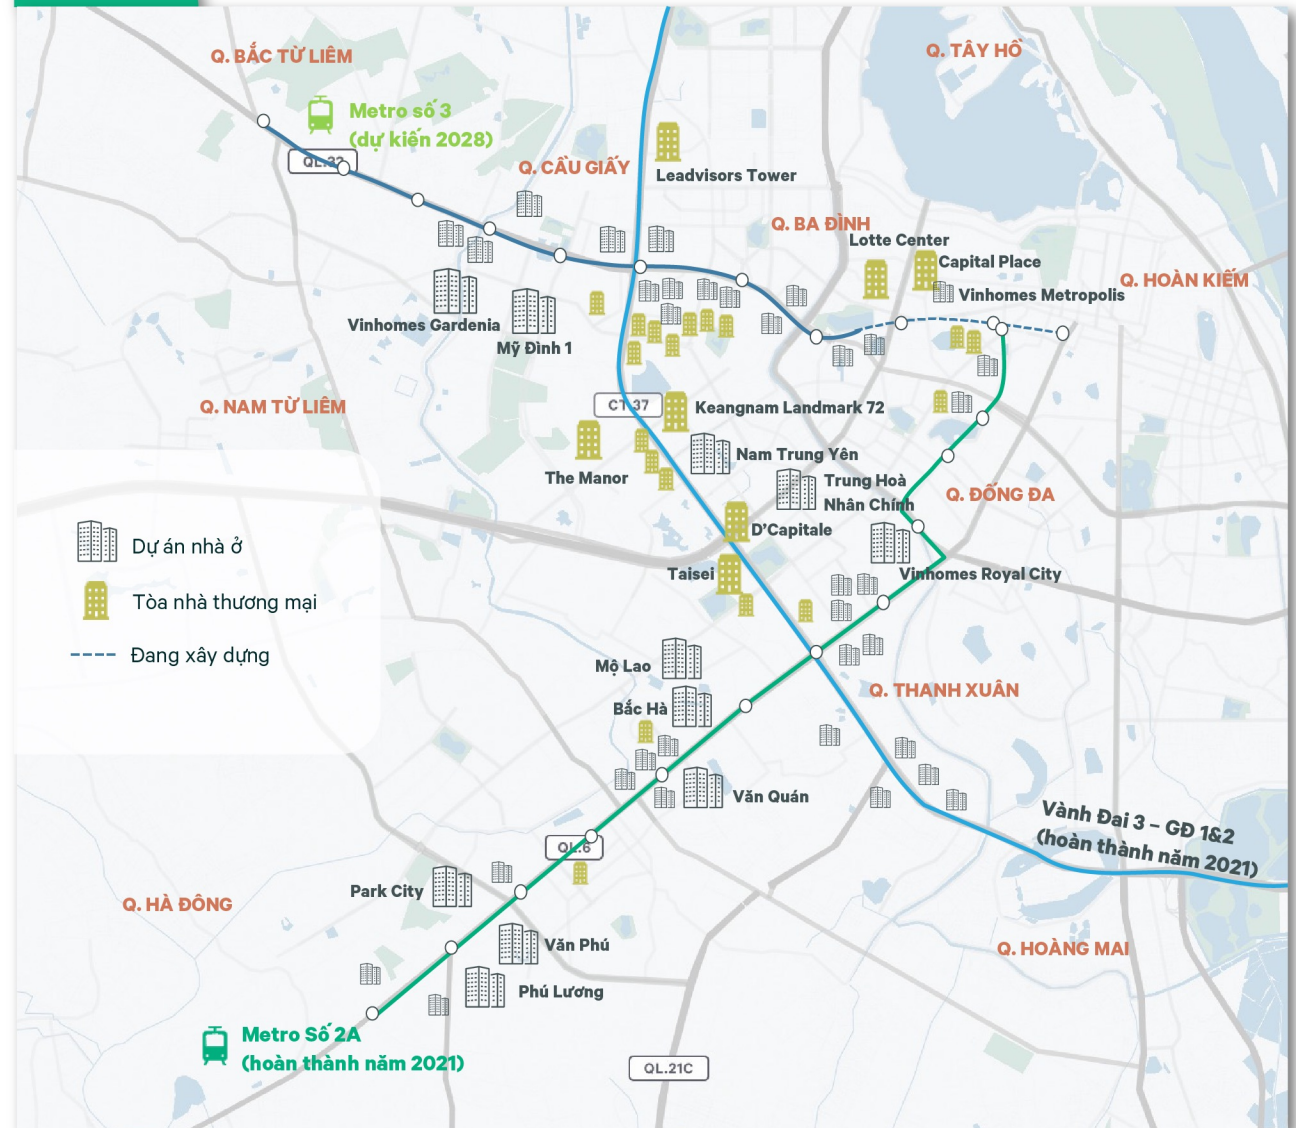 Q. BẮC TỪ LIÊM
Q. TÂY HỒ
Metro số 3
(dự kiến 2028)
QL.32
Q. CẦU GIẤY
Leadvisors Tower
Q. BA ĐÌNH
Lotte Center
Capital Place
Q. HOÀN KIẾM
Vinhomes Metropolis
Vinhomes Gardenia
Mỹ Đình 1
Q. NAM TỪ LIÊM
CT.37
Keangnam Landmark 72
The Manor
Nam Trung Yên
Trung Hoà
Nhân Chính
Q. ĐỐNG ĐA
D'Capitale
Dự án nhà ở
Taisei
Vinhomes Royal City
Tòa nhà thương mại
Đang xây dựng
Mộ Lao
Q. THANH XUÂN
Bắc Hà
Văn Quán
Vành Đai 3 – GĐ 1&2
(hoàn thành năm 2021)
QL.6
Park City
Q. HÀ ĐÔNG
Văn Phú
Q. HOÀNG MAI
Phú Lương
Metro Số 2A
(hoàn thành năm 2021)
QL.21C